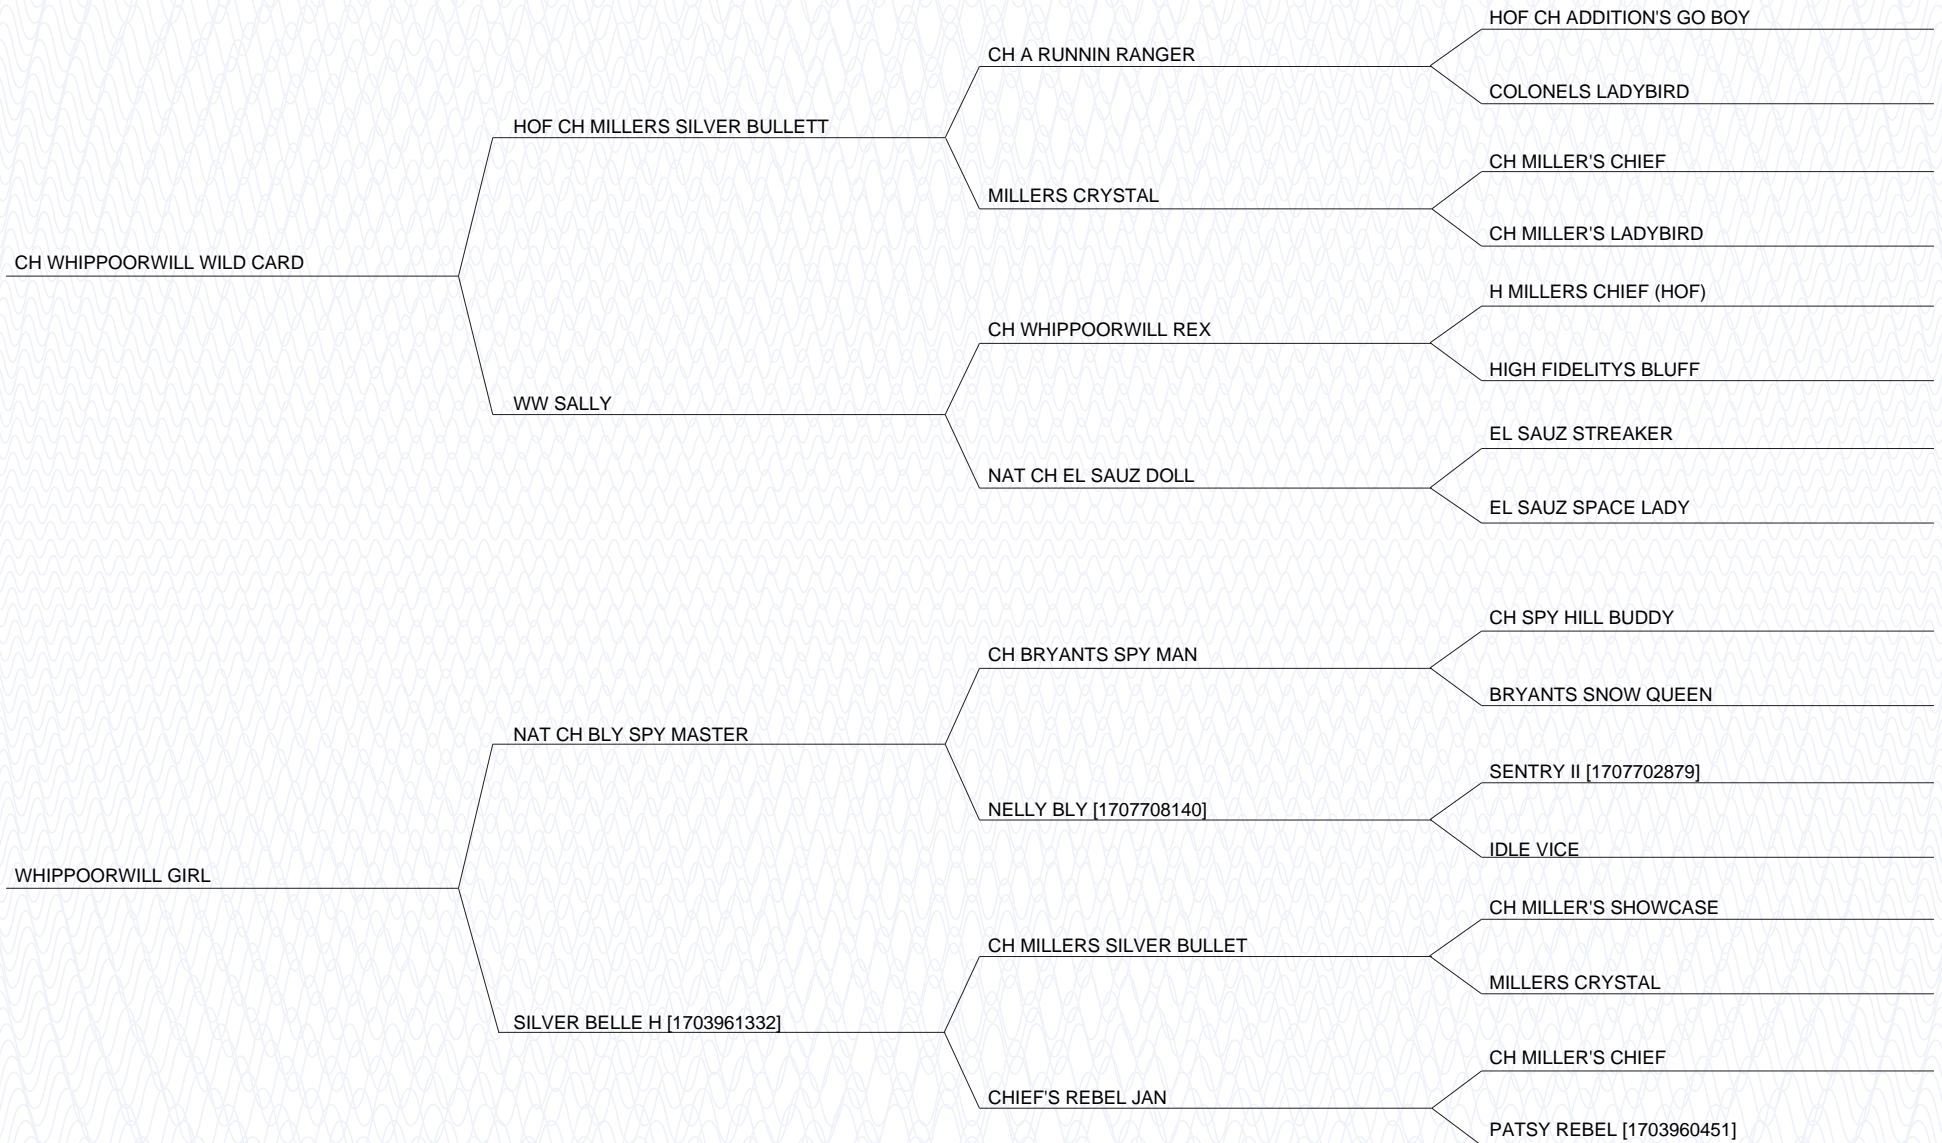 HOF CH ADDITION'S GO BOY
CH A RUNNIN RANGER
COLONELS LADYBIRD
HOF CH MILLERS SILVER BULLETT
CH MILLER'S CHIEF
MILLERS CRYSTAL
CH MILLER'S LADYBIRD
CH WHIPPOORWILL WILD CARD
H MILLERS CHIEF (HOF)
CH WHIPPOORWILL REX
HIGH FIDELITYS BLUFF
WW SALLY
EL SAUZ STREAKER
NAT CH EL SAUZ DOLL
EL SAUZ SPACE LADY
CH SPY HILL BUDDY
CH BRYANTS SPY MAN
BRYANTS SNOW QUEEN
NAT CH BLY SPY MASTER
SENTRY II [1707702879]
NELLY BLY [1707708140]
IDLE VICE
WHIPPOORWILL GIRL
CH MILLER'S SHOWCASE
CH MILLERS SILVER BULLET
MILLERS CRYSTAL
SILVER BELLE H [1703961332]
CH MILLER'S CHIEF
CHIEF'S REBEL JAN
PATSY REBEL [1703960451]